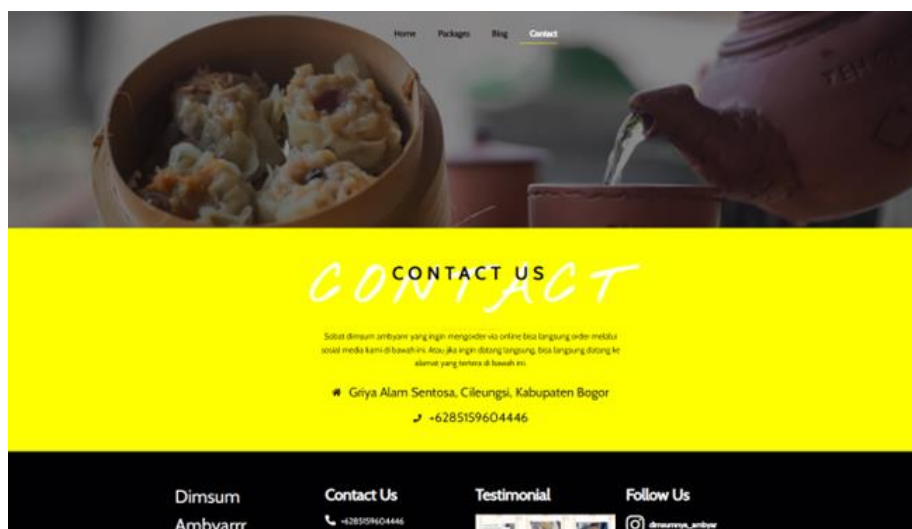 Home Packages Blog Contact
TEH
CONTACT
CONTACT US
Sobat dimsum ambyarrr yang ingin mengorder via online bisa langsung order melalui
sosial media kami di bawah ini. Atau jika ingin datang langsung, bisa langsung datang ke
alamat yang tertera di bawah ini.
Griya Alam Sentosa, Cileungsi, Kabupaten Bogor
+6285159604446
Dimsum
Ambyarrr
Contact Us
+6285159604446
Testimonial
Follow Us
dimsumnya_ambyar